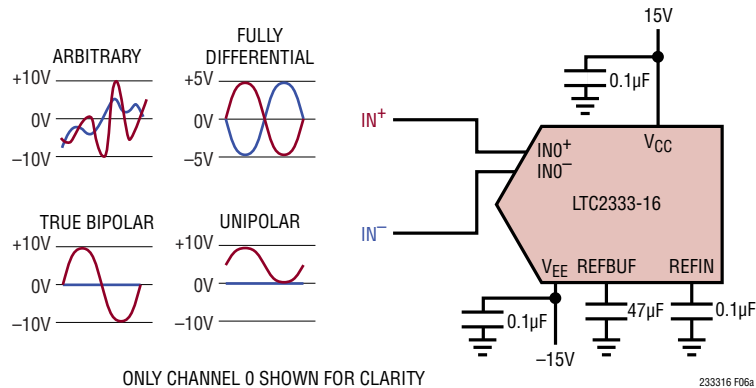 ARBITRARY
+10V
0V
–10V
FULLY
DIFFERENTIAL
+5V
0V
–5V
TRUE BIPOLAR
+10V
0V
–10V
UNIPOLAR
+10V
0V
–10V
15V
0.1µF
IN+
IN–
IN0+
IN0–
VCC
LTC2333-16
VEE
REFBUF
REFIN
0.1µF
47µF
0.1µF
–15V
ONLY CHANNEL 0 SHOWN FOR CLARITY
233316 F06a